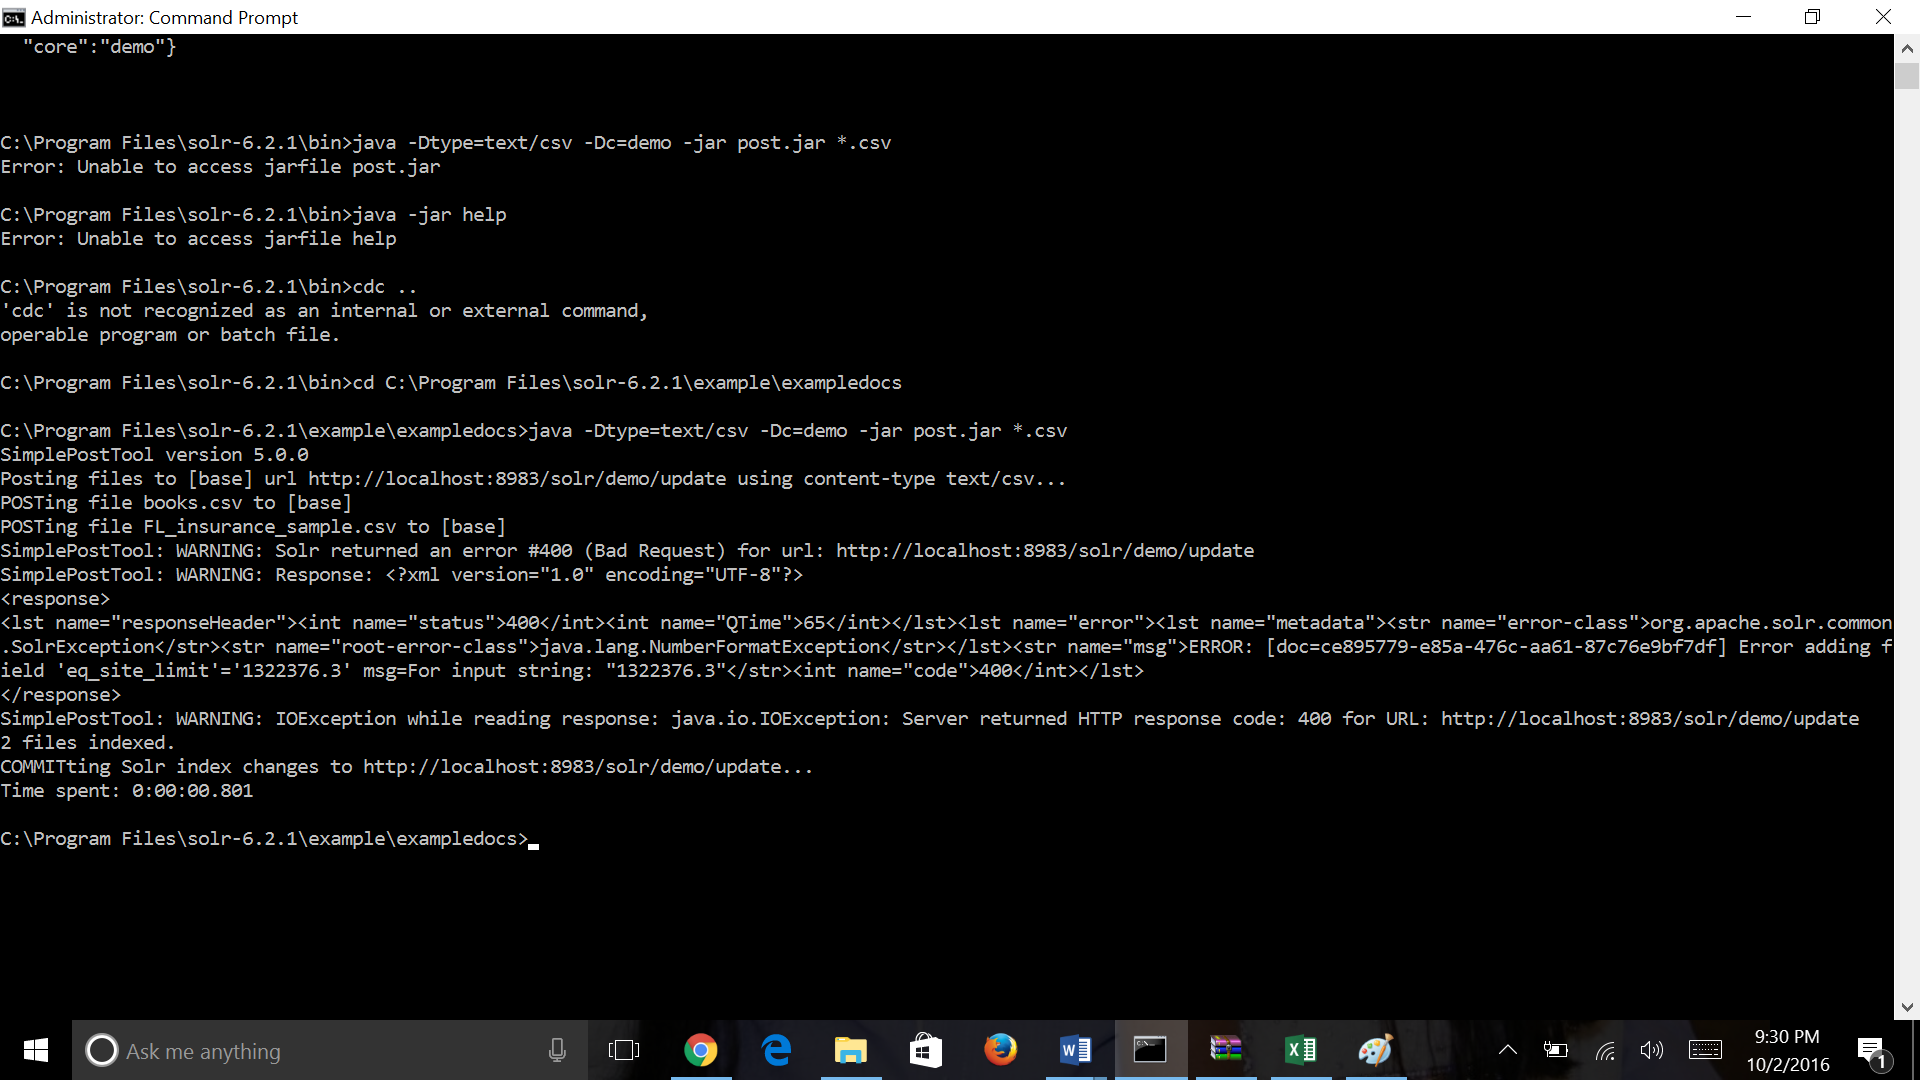 Administrator: Command Prompt
"core":"demo"}
C:\Program Files\solr-6.2.1\bin>java -Dtype=text/csv -Dc=demo -jar post.jar *.csv
Error: Unable to access jarfile post.jar
C:\Program Files\solr-6.2.1\bin>java -jar help
Error: Unable to access jarfile help
C:\Program Files\solr-6.2.1\bin>cdc ..
'cdc' is not recognized as an internal or external command,
operable program or batch file.
C:\Program Files\solr-6.2.1\bin>cd C:\Program Files\solr-6.2.1\example\exampledocs
C:\Program Files\solr-6.2.1\example\exampledocs>java -Dtype=text/csv -Dc=demo -jar post.jar *.csv
SimplePostTool version 5.0.0
Posting files to [base] url http://localhost:8983/solr/demo/update using content-type text/csv...
POSTing file books.csv to [base]
POSTing file FL_insurance_sample.csv to [base]
SimplePostTool: WARNING: Solr returned an error #400 (Bad Request) for url: http://localhost:8983/solr/demo/update
SimplePostTool: WARNING: Response: <?xml version="1.0" encoding="UTF-8"?>
<response>
<lst name="responseHeader"><int name="status">400</int><int name="QTime">65</int></lst><lst name="error"><lst name="metadata"><str name="error-class">org.apache.solr.common
.SolrException</str><str name="root-error-class">java.lang.NumberFormatException</str></lst><str name="msg">ERROR: [doc=ce895779-e85a-476c-aa61-87c76e9bf7df] Error adding f
ield 'eq_site_limit'='1322376.3' msg=For input string: "1322376.3"</str><int name="code">400</int></lst>
</response>
SimplePostTool: WARNING: IOException while reading response: java.io.IOException: Server returned HTTP response code: 400 for URL: http://localhost:8983/solr/demo/update
2 files indexed.
COMMITting Solr index changes to http://localhost:8983/solr/demo/update...
Time spent: 0:00:00.801
C:\Program Files\solr-6.2.1\example\exampledocs>
Ask me anything
9:30 PM
10/2/2016
1